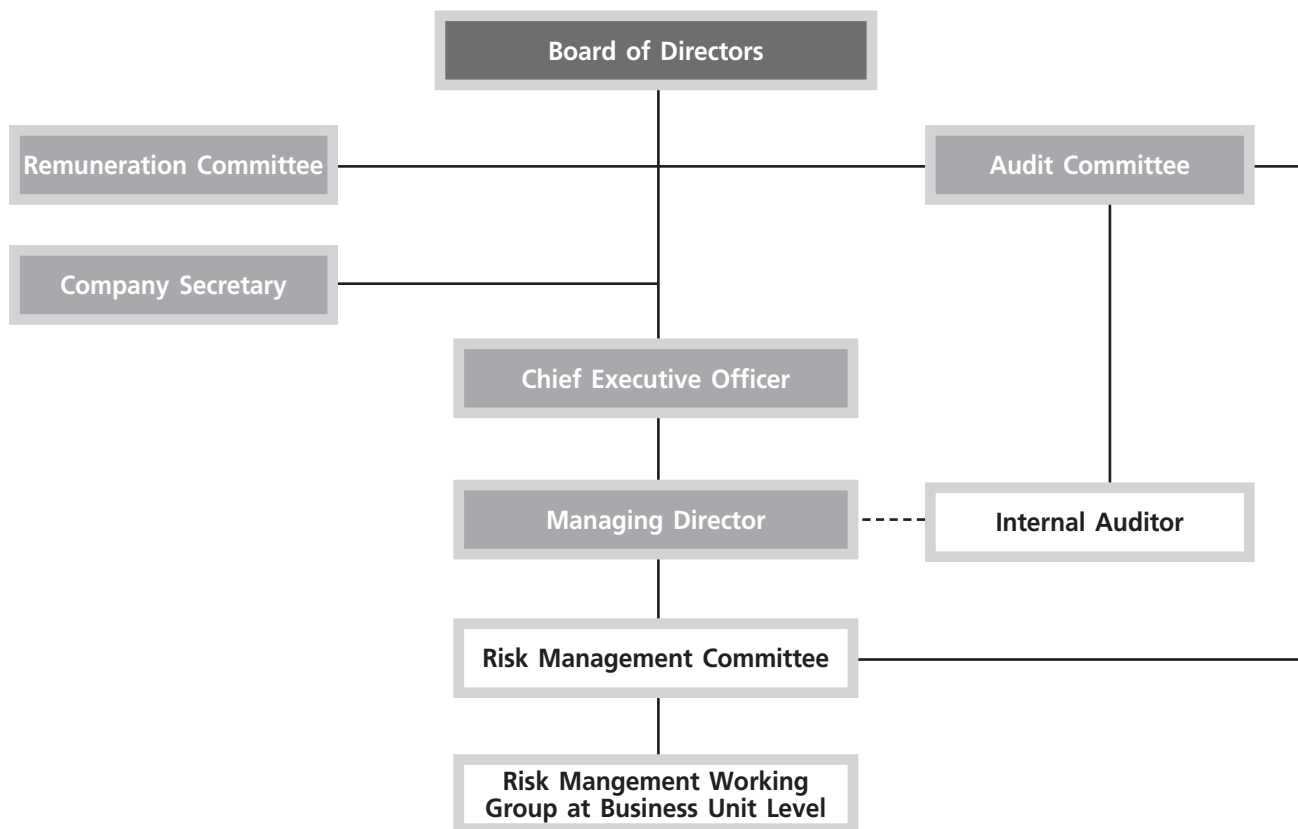 Board of Directors
Remuneration Committee
Audit Committee
Company Secretary
Chief Executive Officer
Managing Director
Internal Auditor
Risk Management Committee
Risk Mangement Working
Group at Business Unit Level